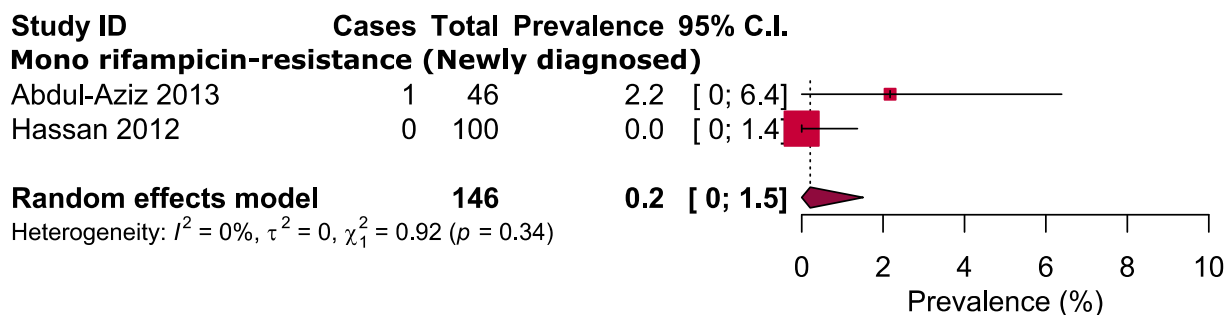 Study ID Cases Total Prevalence 95% C.I.
Mono rifampicin-resistance (Newly diagnosed)
Abdul-Aziz 2013 1 46 2.2 [ 0; 6.4]
Hassan 2012 0 100 0.0 [ 0; 1.4]
Random effects model 146 0.2 [ 0; 1.5]
Heterogeneity: I² = 0%, τ² = 0, χ₁² = 0.92 (p = 0.34)
0 2 4 6 8 10
Prevalence (%)